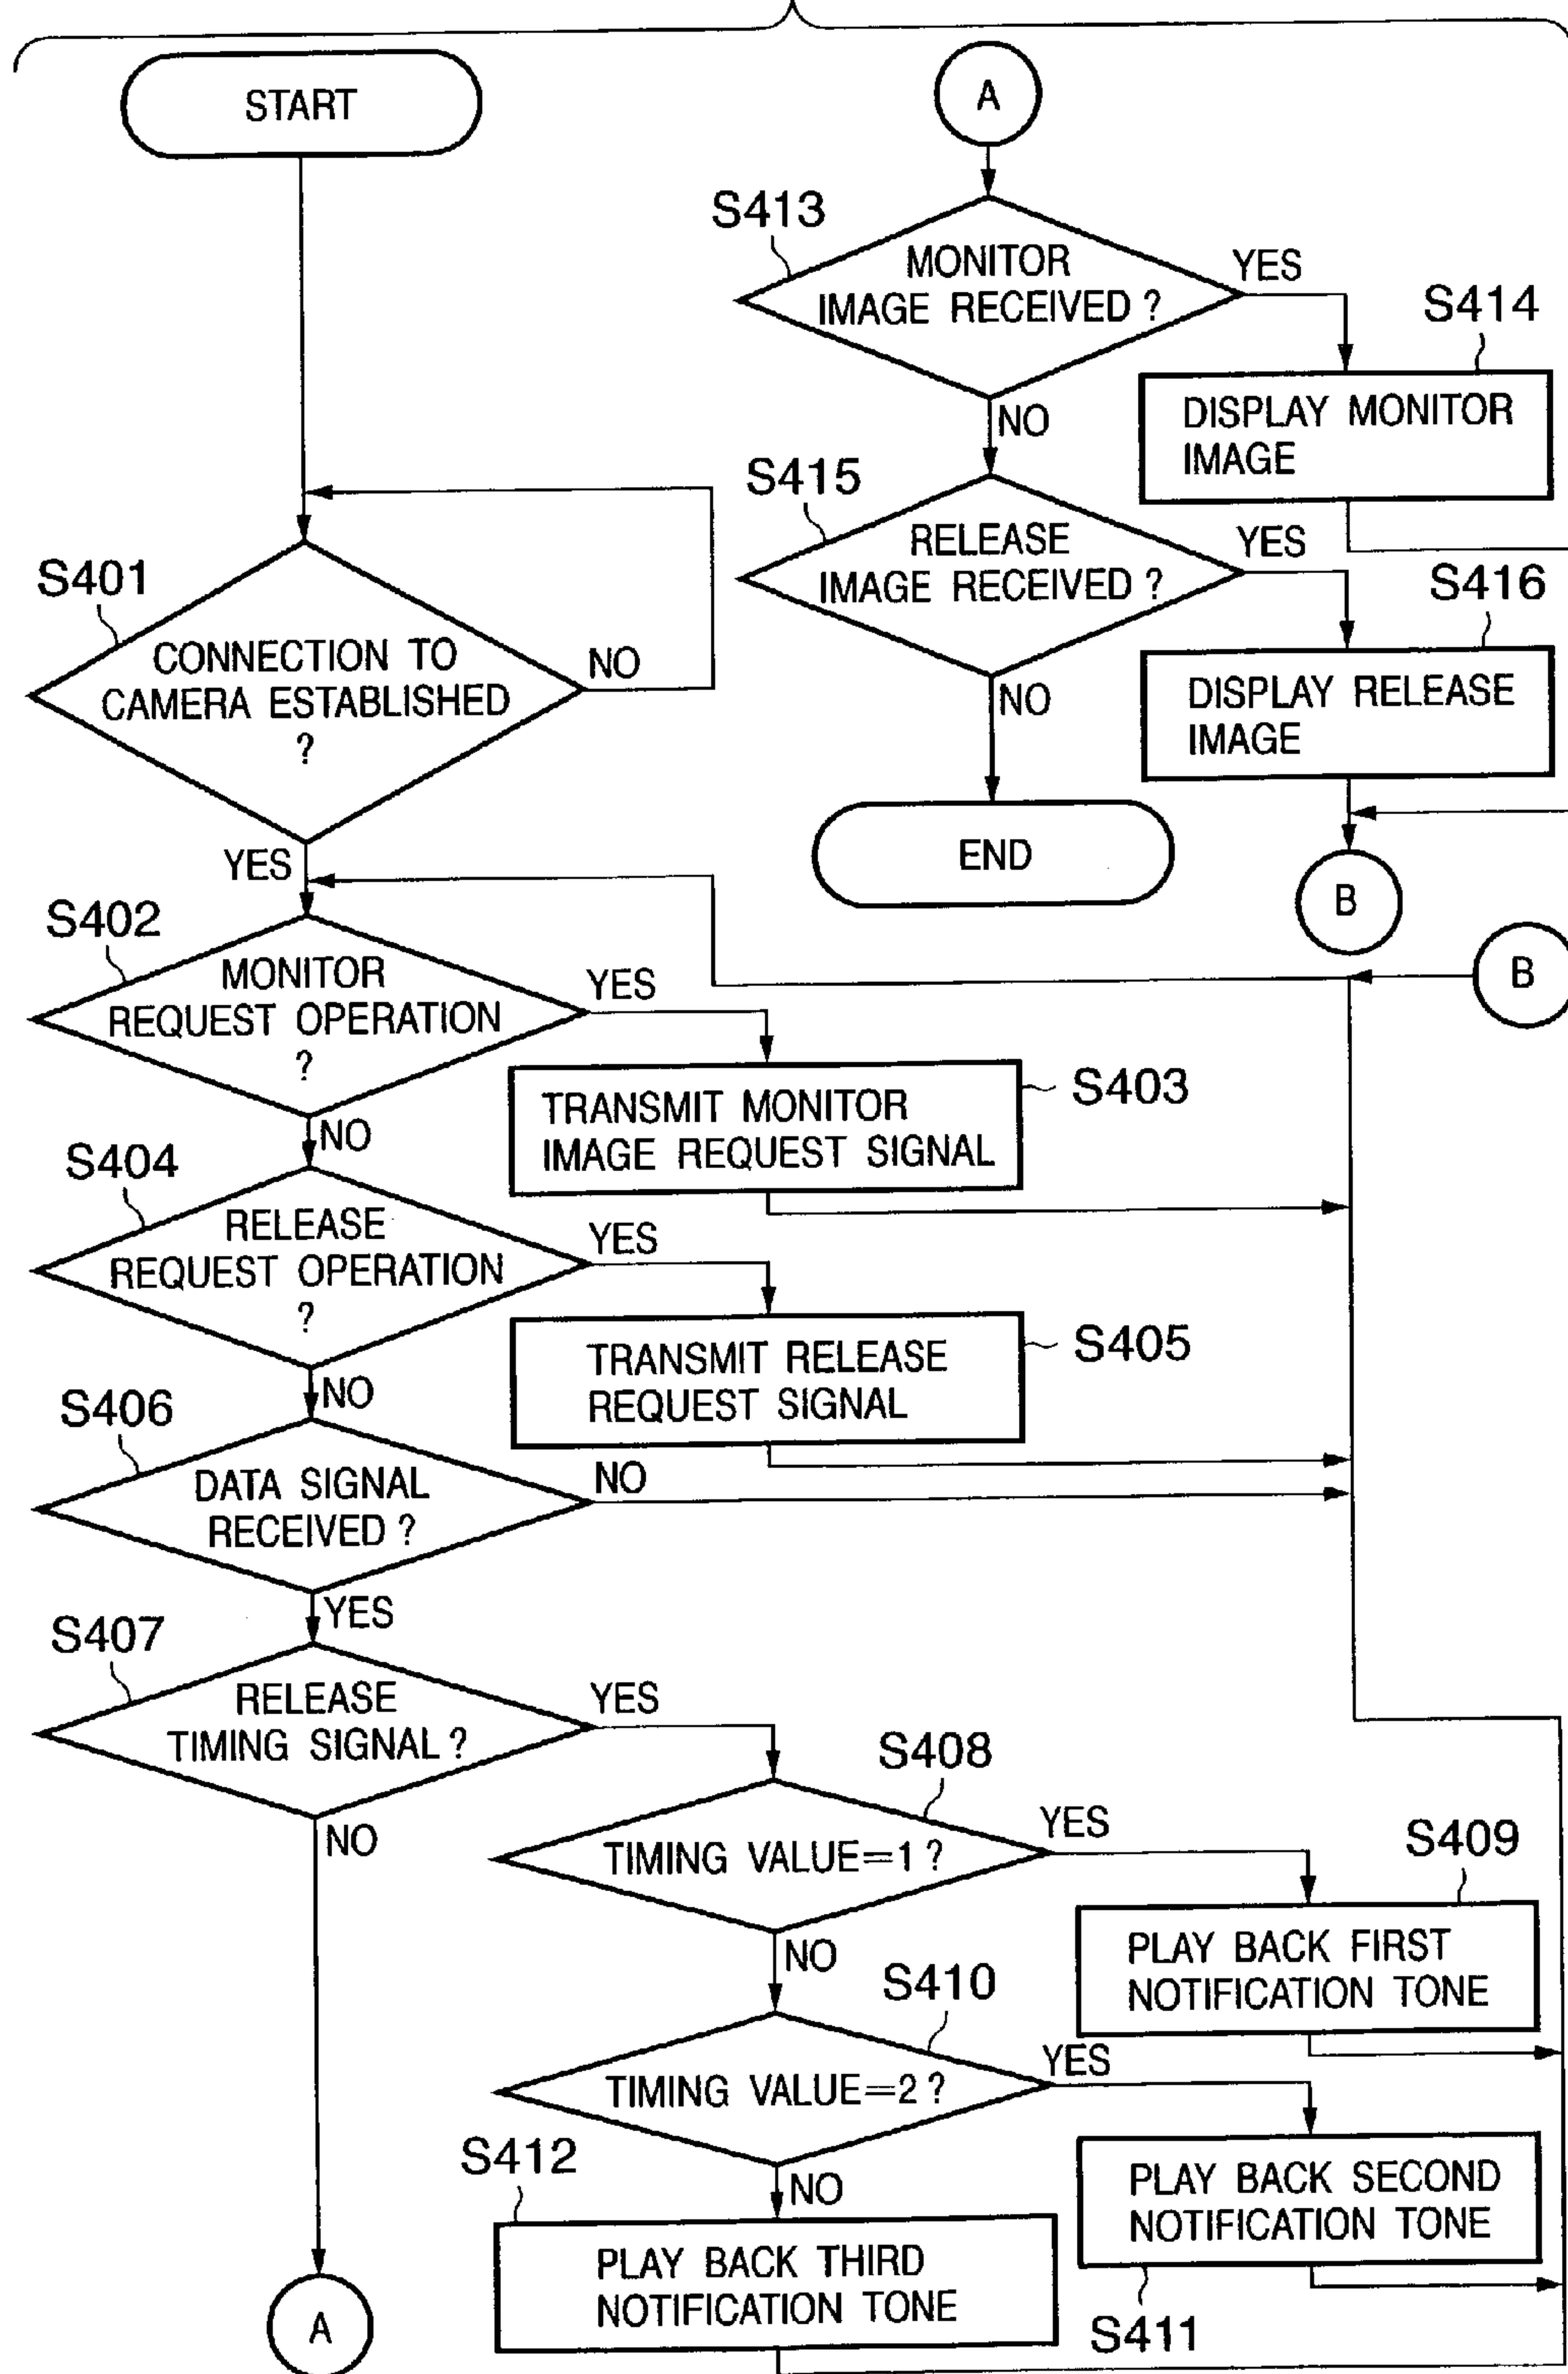 START
S401
CONNECTION TO
CAMERA ESTABLISHED
?
NO
YES
S402
MONITOR
REQUEST OPERATION
?
YES
NO
S403
TRANSMIT MONITOR
IMAGE REQUEST SIGNAL
S404
RELEASE
REQUEST OPERATION
?
YES
NO
S405
TRANSMIT RELEASE
REQUEST SIGNAL
S406
DATA SIGNAL
RECEIVED ?
NO
YES
S407
RELEASE
TIMING SIGNAL ?
YES
NO
A
S408
TIMING VALUE=1 ?
YES
NO
S409
PLAY BACK FIRST
NOTIFICATION TONE
S410
TIMING VALUE=2 ?
YES
NO
S411
PLAY BACK SECOND
NOTIFICATION TONE
S412
PLAY BACK THIRD
NOTIFICATION TONE
A
S413
MONITOR
IMAGE RECEIVED ?
YES
NO
S414
DISPLAY MONITOR
IMAGE
S415
RELEASE
IMAGE RECEIVED ?
YES
NO
S416
DISPLAY RELEASE
IMAGE
END
B
B